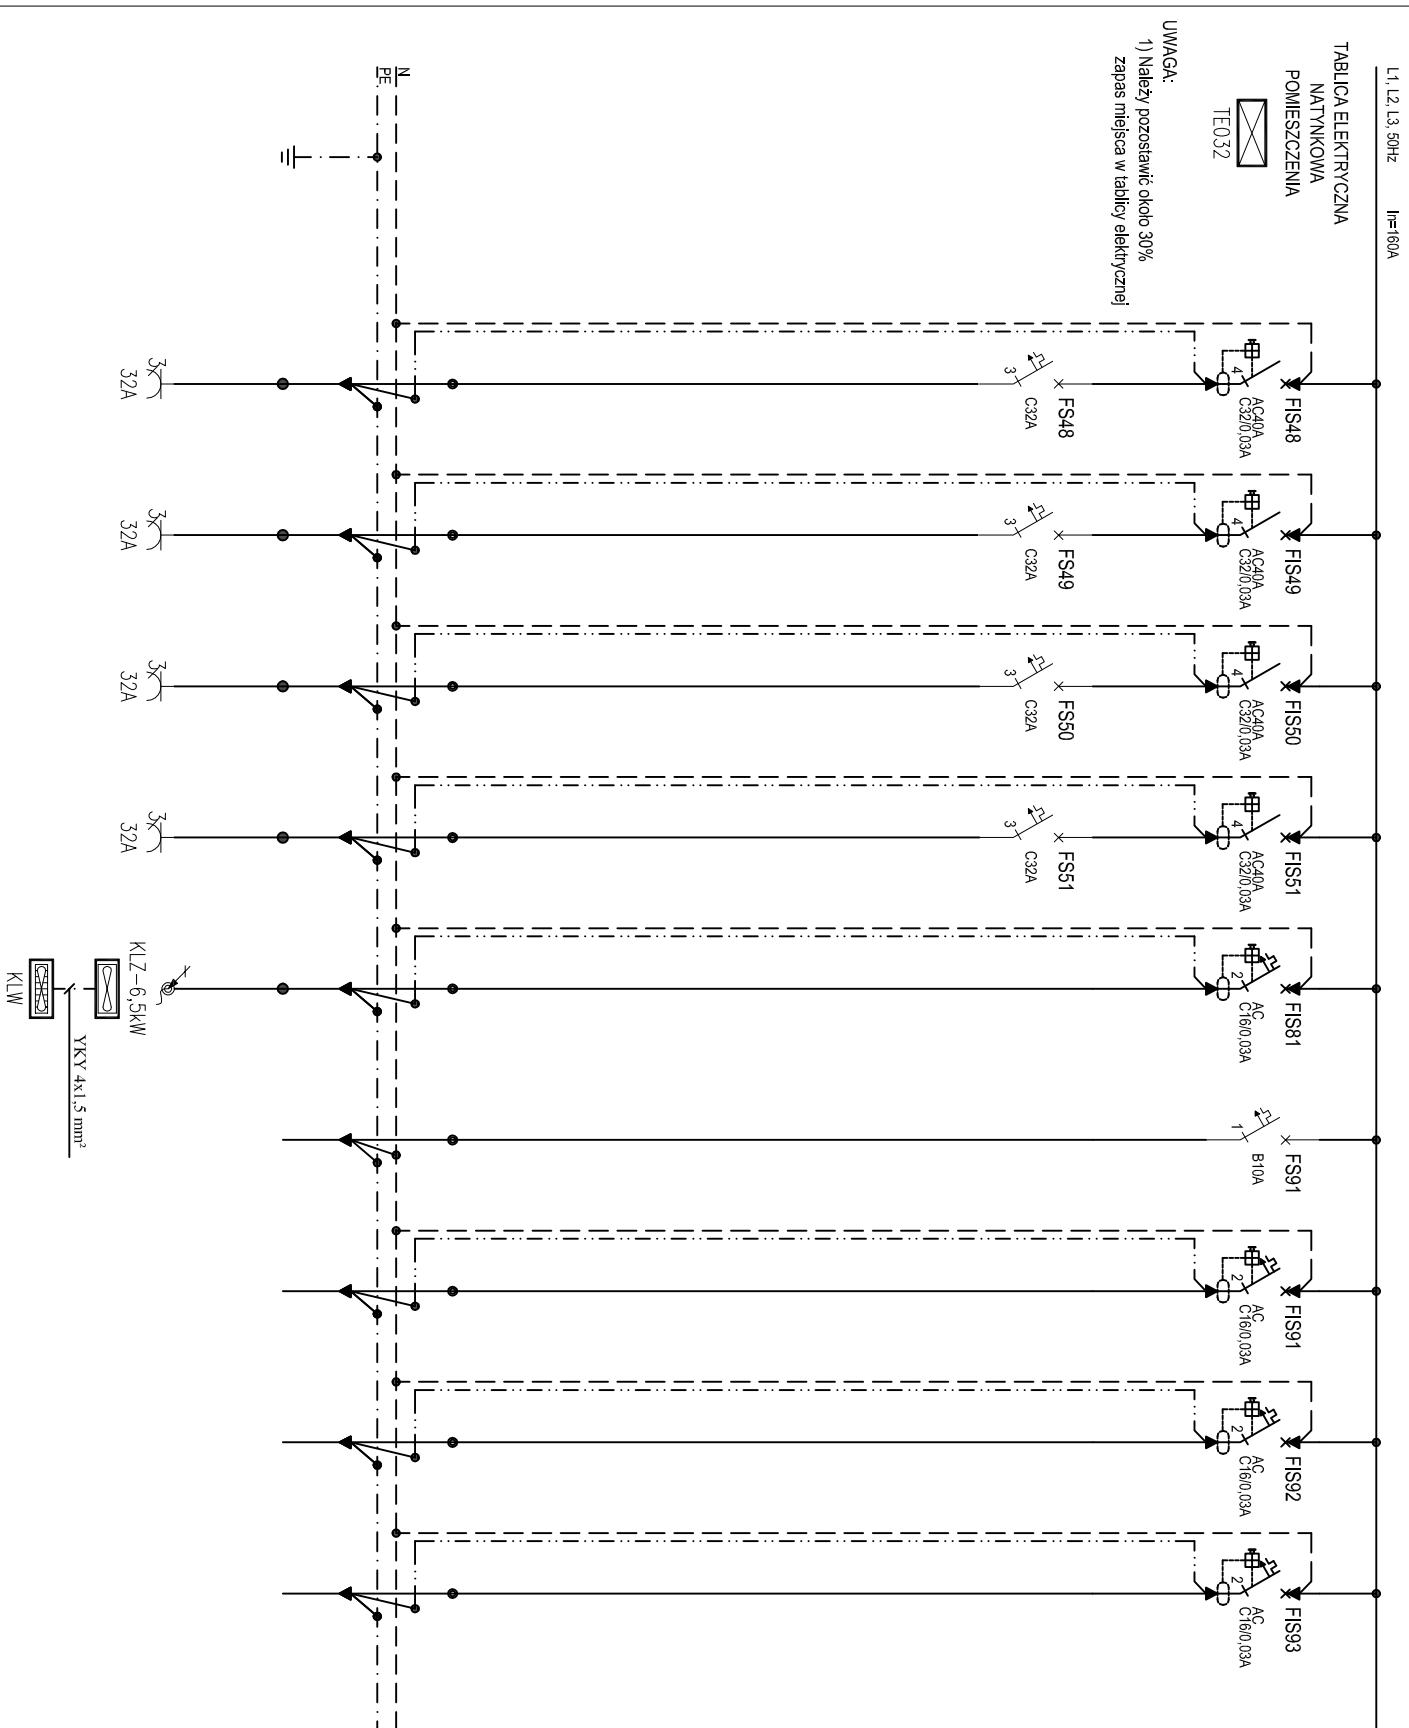 L1, L2, L3, 50Hz In=160A
TABLICA ELEKTRYCZNA
NATYNKOWA
POMIESZCZENIA
TE032
UWAGA:
1) Należy pozostawić około 30%
zapas miejsca w tablicy elektrycznej
N
PE
FIS48
AC40A
C32/0,03A
4
FS48
C32A
3
3
32A
FIS49
AC40A
C32/0,03A
4
FS49
C32A
3
3
32A
FIS50
AC40A
C32/0,03A
4
FS50
C32A
3
3
32A
FIS51
AC40A
C32/0,03A
4
FS51
C32A
3
3
32A
FIS81
AC
C16/0,03A
2
KLZ-6,5kW
YKY 4x1,5 mm²
KLW
FS91
B10A
1
FIS91
AC
C16/0,03A
2
FIS92
AC
C16/0,03A
2
FIS93
AC
C16/0,03A
2